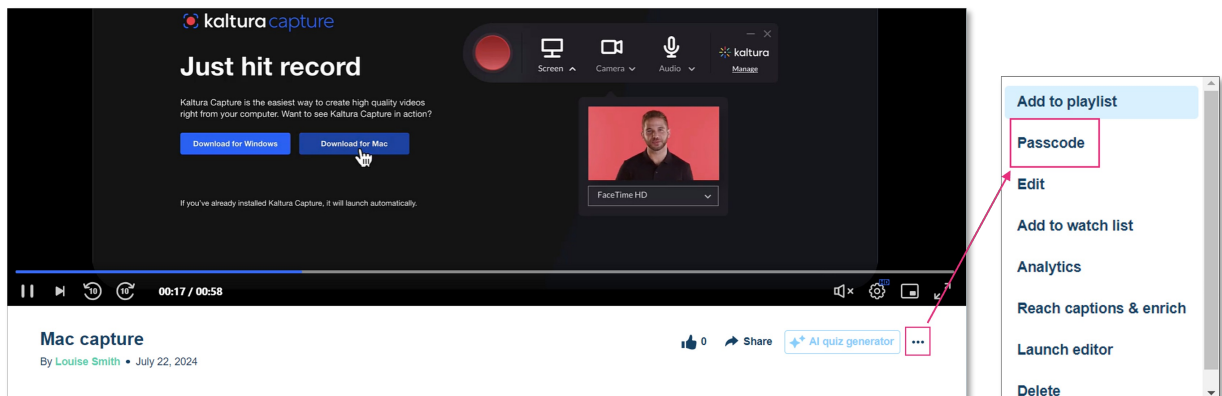 kaltura capture
Just hit record
Kaltura Capture is the easiest way to create high quality videos
right from your computer. Want to see Kaltura Capture in action?
Download for Windows
Download for Mac
If you've already installed Kaltura Capture, it will launch automatically.
Screen
Camera
Audio
kaltura
Manage
FaceTime HD
10
10
00:17 / 00:58
HD
Mac capture
By Louise Smith • July 22, 2024
0
Share
AI quiz generator
...
Add to playlist
Passcode
Edit
Add to watch list
Analytics
Reach captions & enrich
Launch editor
Delete